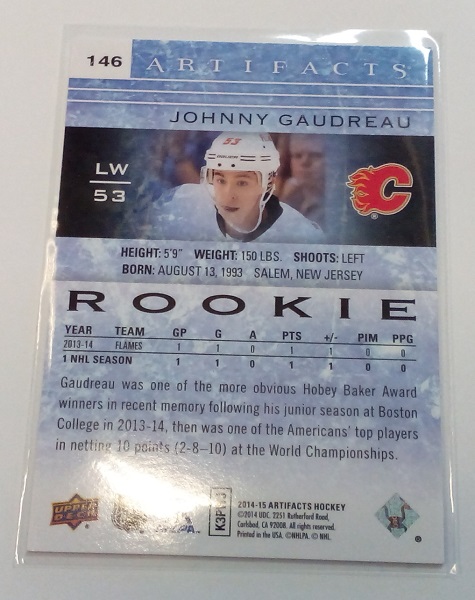 146
ARTIFACTS
JOHNNY GAUDREAU
53
LW
53
C
HEIGHT: 5'9" WEIGHT: 150 LBS. SHOOTS: LEFT
BORN: AUGUST 13, 1993 SALEM, NEW JERSEY
ROOKIE
YEAR TEAM GP G A PTS +/- PIM PPG
2013-14 FLAMES 1 1 0 1 1 0 0
1 NHL SEASON 1 1 0 1 1 0 0
Gaudreau was one of the more obvious Hobey Baker Award
winners in recent memory following his junior season at Boston
College in 2013-14, then was one of the Americans' top players
in netting 10 points (2-8–10) at the World Championships.
UPPER DECK
2014-15 ARTIFACTS HOCKEY
©2014 UDC. 2251 Rutherford Road,
Carlsbad, CA 92008. All rights reserved.
Printed in the USA. ©NHLPA. © NHL.